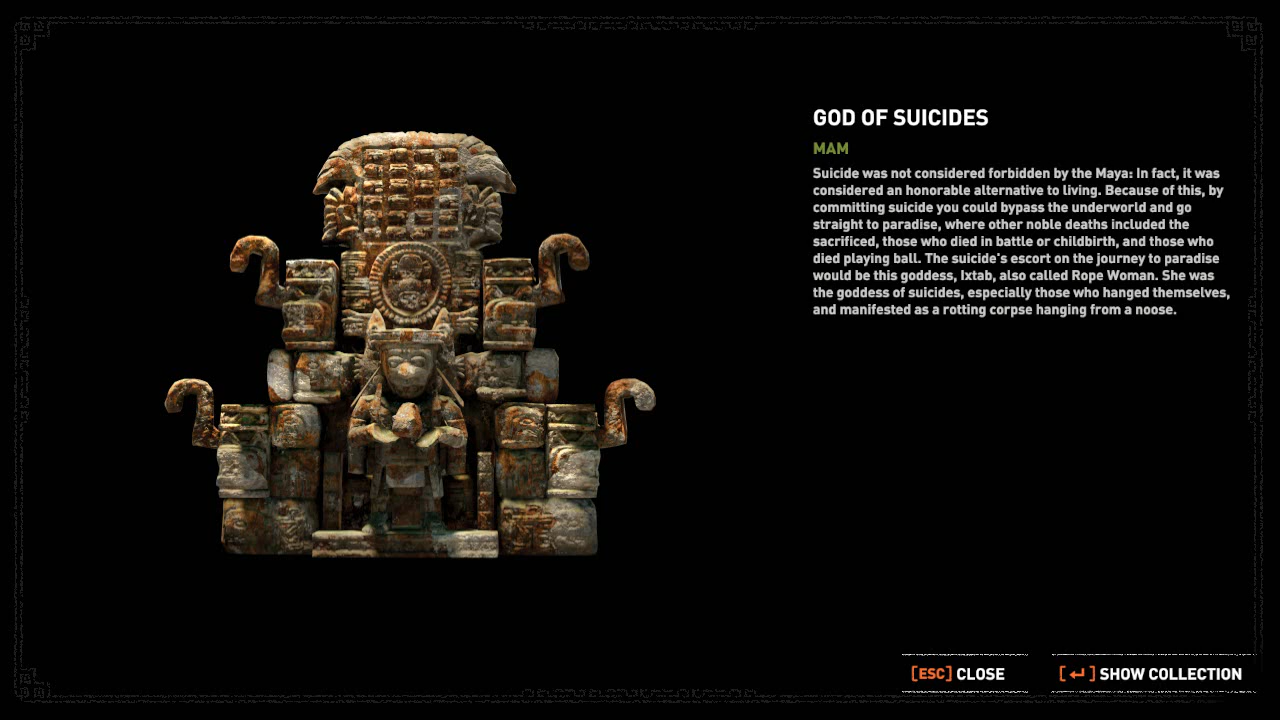 GOD OF SUICIDES
MAM
Suicide was not considered forbidden by the Maya: In fact, it was
considered an honorable alternative to living. Because of this, by
committing suicide you could bypass the underworld and go
straight to paradise, where other noble deaths included the
sacrificed, those who died in battle or childbirth, and those who
died playing ball. The suicide's escort on the journey to paradise
would be this goddess, Ixtab, also called Rope Woman. She was
the goddess of suicides, especially those who hanged themselves,
and manifested as a rotting corpse hanging from a noose.
[ESC] CLOSE
[↵] SHOW COLLECTION